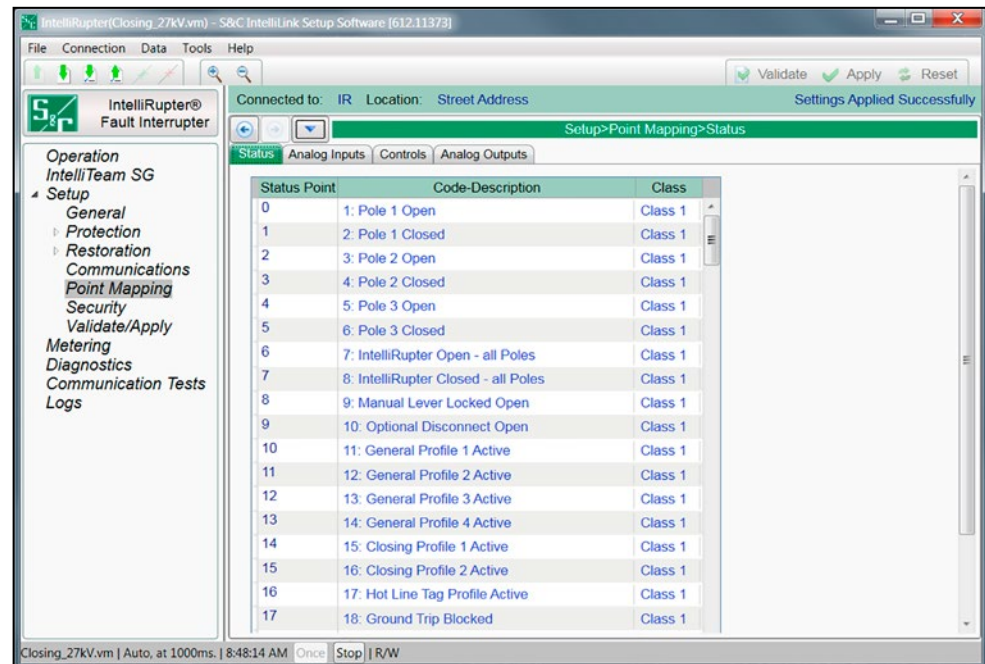 IntelliRupter(Closing_27kV.vm) - S&C IntelliLink Setup Software [612.11373]
File Connection Data Tools Help
Validate Apply Reset
S&C
IntelliRupter®
Fault Interrupter
Connected to: IR Location: Street Address Settings Applied Successfully
Setup>Point Mapping>Status
Status Analog Inputs Controls Analog Outputs
Operation
IntelliTeam SG
Setup
General
Protection
Restoration
Communications
Point Mapping
Security
Validate/Apply
Metering
Diagnostics
Communication Tests
Logs
Status Point Code-Description Class
0 1: Pole 1 Open Class 1
1 2: Pole 1 Closed Class 1
2 3: Pole 2 Open Class 1
3 4: Pole 2 Closed Class 1
4 5: Pole 3 Open Class 1
5 6: Pole 3 Closed Class 1
6 7: IntelliRupter Open - all Poles Class 1
7 8: IntelliRupter Closed - all Poles Class 1
8 9: Manual Lever Locked Open Class 1
9 10: Optional Disconnect Open Class 1
10 11: General Profile 1 Active Class 1
11 12: General Profile 2 Active Class 1
12 13: General Profile 3 Active Class 1
13 14: General Profile 4 Active Class 1
14 15: Closing Profile 1 Active Class 1
15 16: Closing Profile 2 Active Class 1
16 17: Hot Line Tag Profile Active Class 1
17 18: Ground Trip Blocked Class 1
Closing_27kV.vm | Auto, at 1000ms. | 8:48:14 AM Once Stop | R/W